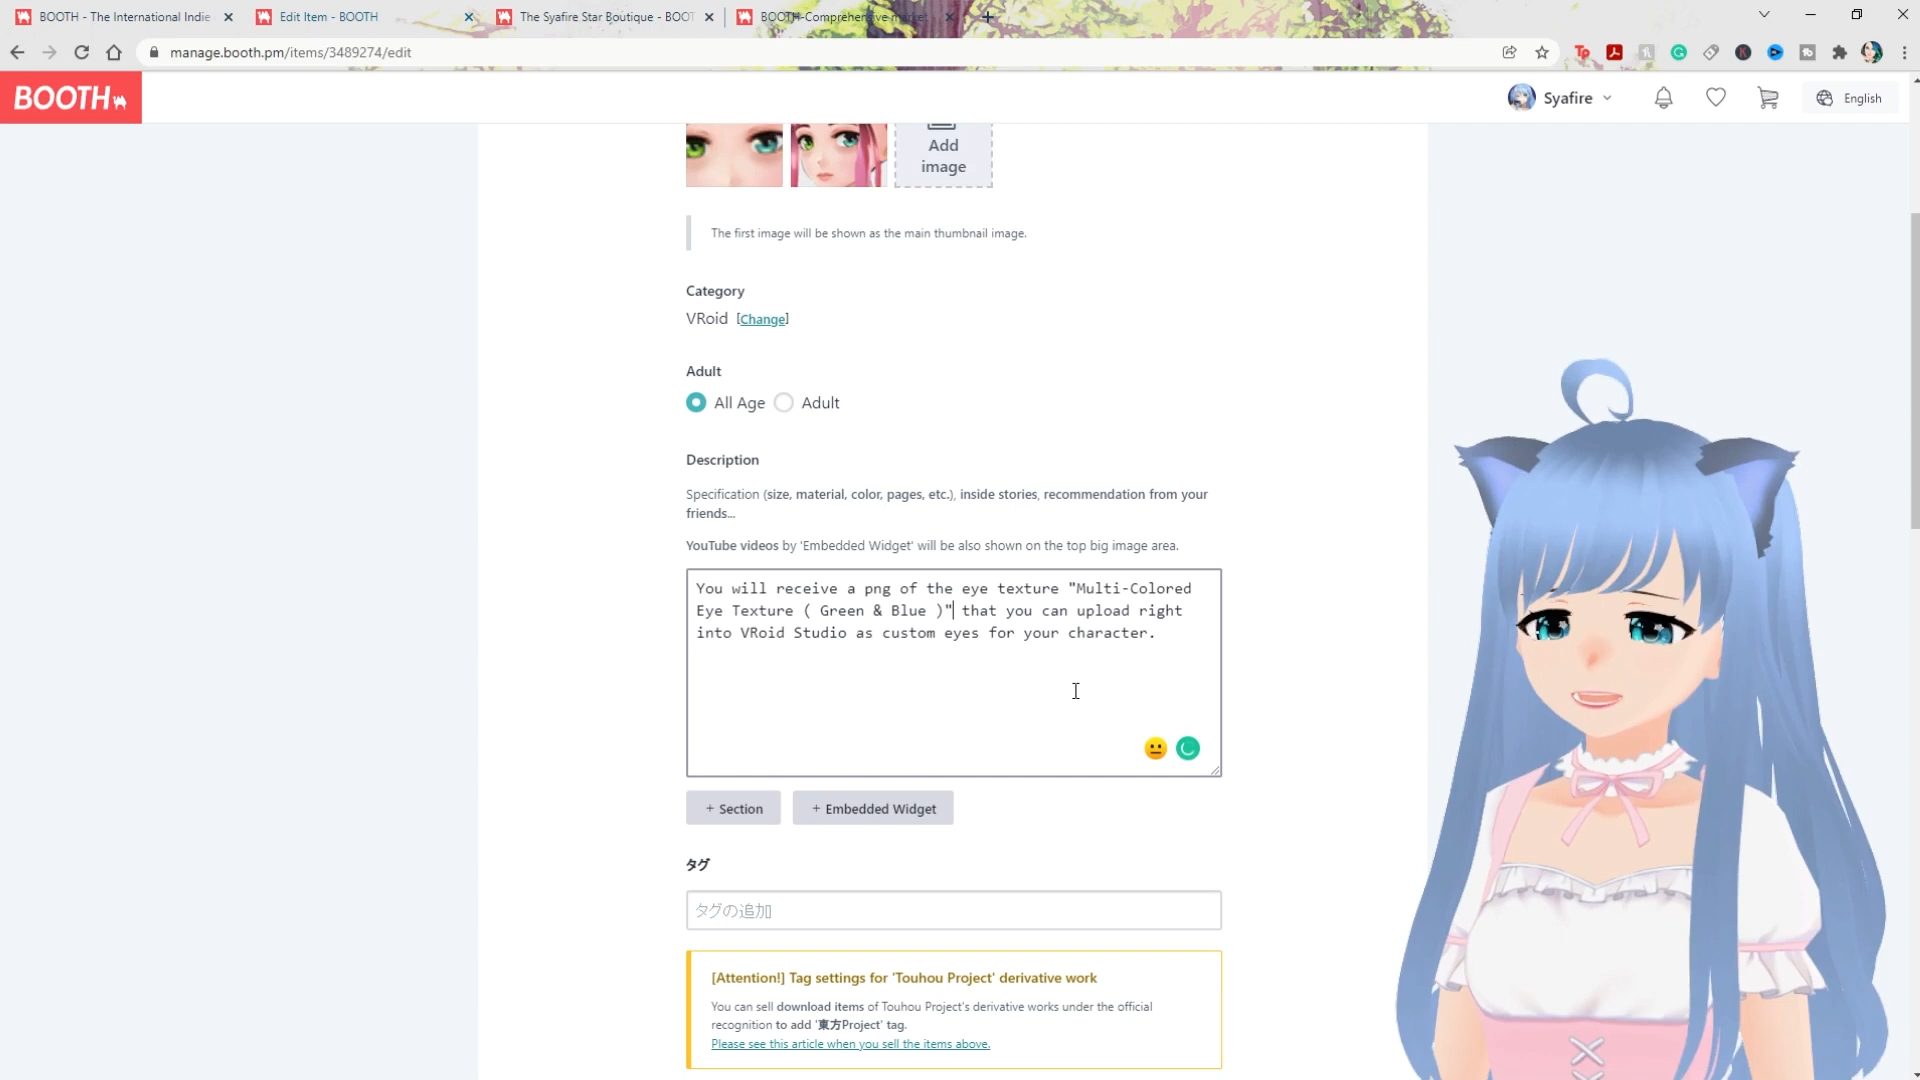 BOOTH - The International Indie
Edit Item - BOOTH
The Syafire Star Boutique - BOOT
BOOTH-Comprehensive market
manage.booth.pm/items/3489274/edit
BOOTH
Syafire
English
Add
image
The first image will be shown as the main thumbnail image.
Category
VRoid [Change]
Adult
All Age Adult
Description
Specification (size, material, color, pages, etc.), inside stories, recommendation from your
friends...
YouTube videos by 'Embedded Widget' will be also shown on the top big image area.
You will receive a png of the eye texture "Multi-Colored
Eye Texture ( Green & Blue )" that you can upload right
into VRoid Studio as custom eyes for your character.
+ Section + Embedded Widget
タグ
タグの追加
[Attention!] Tag settings for 'Touhou Project' derivative work
You can sell download items of Touhou Project's derivative works under the official
recognition to add '東方Project' tag.
Please see this article when you sell the items above.